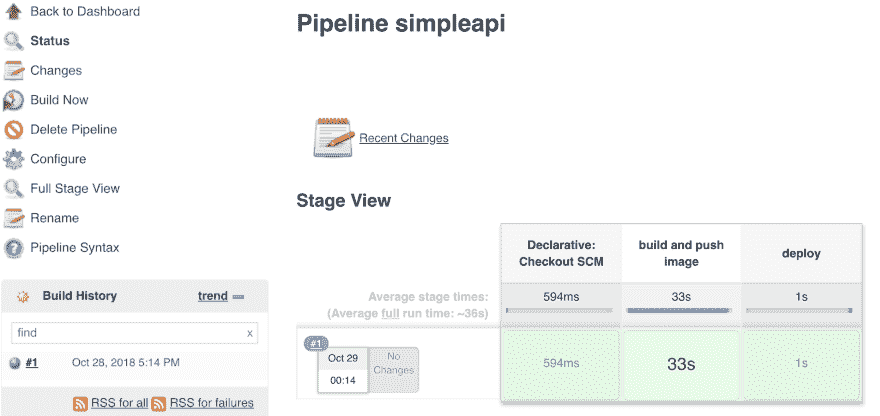 Back to Dashboard
Status
Changes
Build Now
Delete Pipeline
Configure
Full Stage View
Rename
Pipeline Syntax
Build History
trend
find
x
#1
Oct 28, 2018 5:14 PM
RSS for all
RSS for failures
Pipeline simpleapi
Recent Changes
Stage View
Declarative:
Checkout SCM
build and push
image
deploy
Average stage times:
(Average full run time: ~36s)
594ms
33s
1s
#1
Oct 29
00:14
No
Changes
594ms
33s
1s